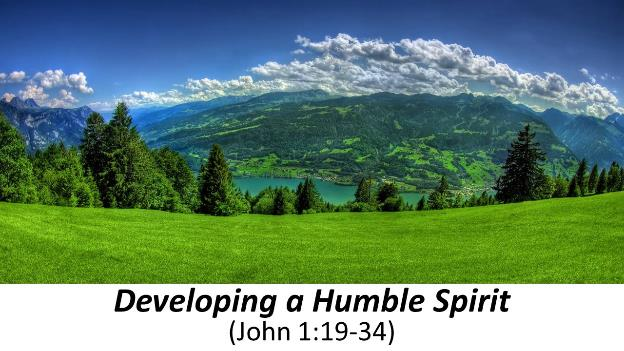 Developing a Humble Spirit
(John 1:19-34)